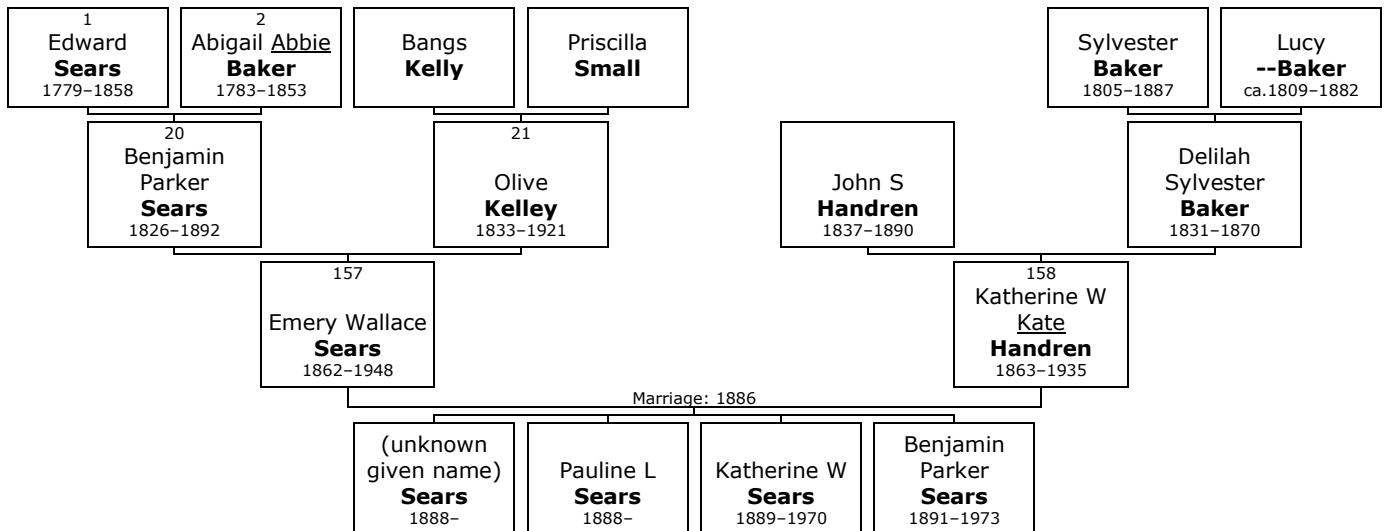 1
Edward
Sears
1779–1858
2
Abigail Abbie
Baker
1783–1853
Bangs
Kelly
Priscilla
Small
Sylvester
Baker
1805–1887
Lucy
--Baker
ca.1809–1882
20
Benjamin
Parker
Sears
1826–1892
21
Olive
Kelley
1833–1921
John S
Handren
1837–1890
Delilah
Sylvester
Baker
1831–1870
157
Emery Wallace
Sears
1862–1948
158
Katherine W
Kate
Handren
1863–1935
Marriage: 1886
(unknown
given name)
Sears
1888–
Pauline L
Sears
1888–
Katherine W
Sears
1889–1970
Benjamin
Parker
Sears
1891–1973